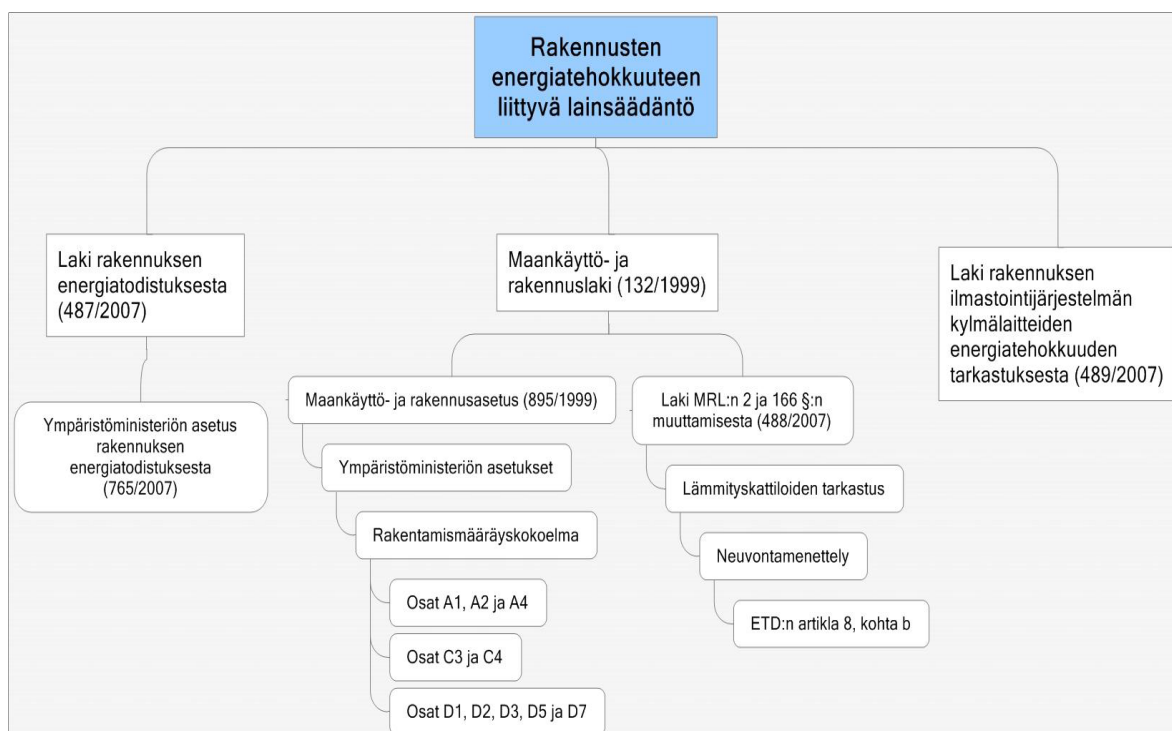 Rakennusten
energiatehokkuuteen
liittyvä lainsäädäntö
Laki rakennuksen
energiatodistuksesta
(487/2007)
Ympäristöministeriön asetus
rakennuksen
energiatodistuksesta
(765/2007)
Maankäyttö- ja
rakennuslaki (132/1999)
Maankäyttö- ja rakennusasetus (895/1999)
Ympäristöministeriön asetukset
Rakentamismääräyskokoelma
Osat A1, A2 ja A4
Osat C3 ja C4
Osat D1, D2, D3, D5 ja D7
Laki MRL:n 2 ja 166 §:n
muuttamisesta (488/2007)
Lämmityskattiloiden tarkastus
Neuvontamenettely
ETD:n artikla 8, kohta b
Laki rakennuksen
ilmastointijärjestelmän
kylmälaitteiden
energiatehokkuuden
tarkastuksesta (489/2007)